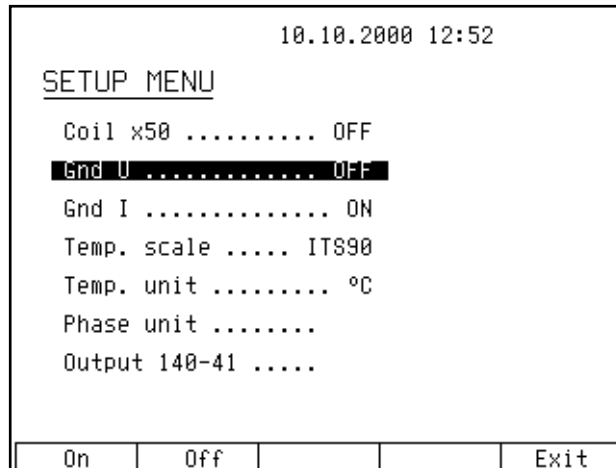 10.10.2000 12:52
SETUP MENU
Coil x50 .......... OFF
Gnd U .............. OFF
Gnd I .............. ON
Temp. scale ..... ITS90
Temp. unit ......... ºC
Phase unit ........
Output 140-41 .....
On Off Exit